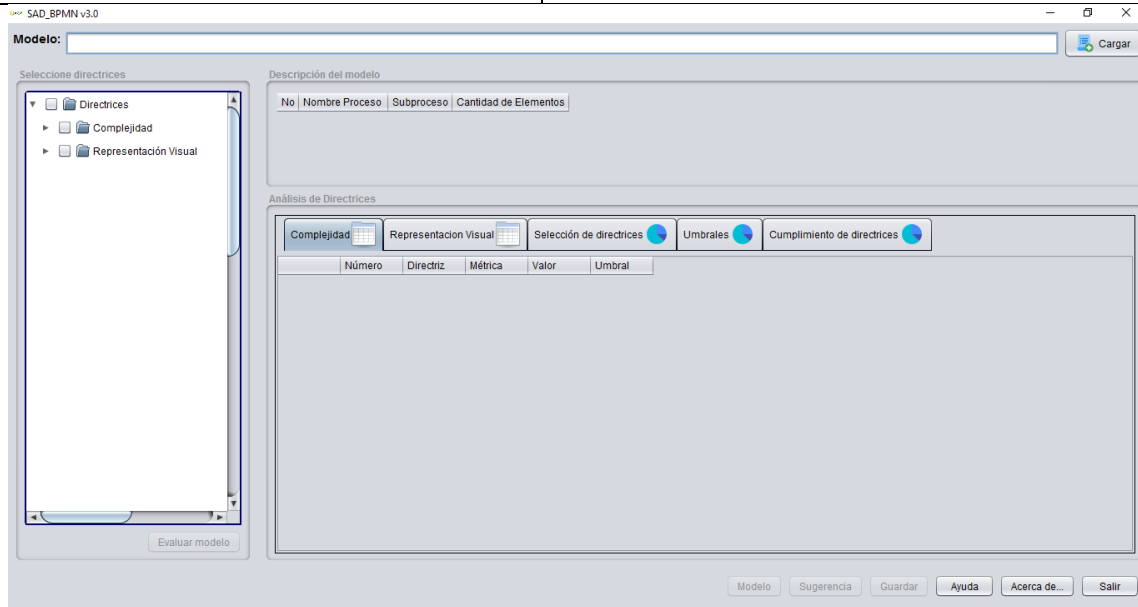 SAD_BPMN v3.0
Modelo:
Cargar
Seleccione directrices
Directrices
Complejidad
Representación Visual
Evaluar modelo
Descripción del modelo
No Nombre Proceso Subproceso Cantidad de Elementos
Análisis de Directrices
Complejidad Representacion Visual Selección de directrices Umbrales Cumplimiento de directrices
Número Directriz Métrica Valor Umbral
Modelo Sugerencia Guardar Ayuda Acerca de... Salir